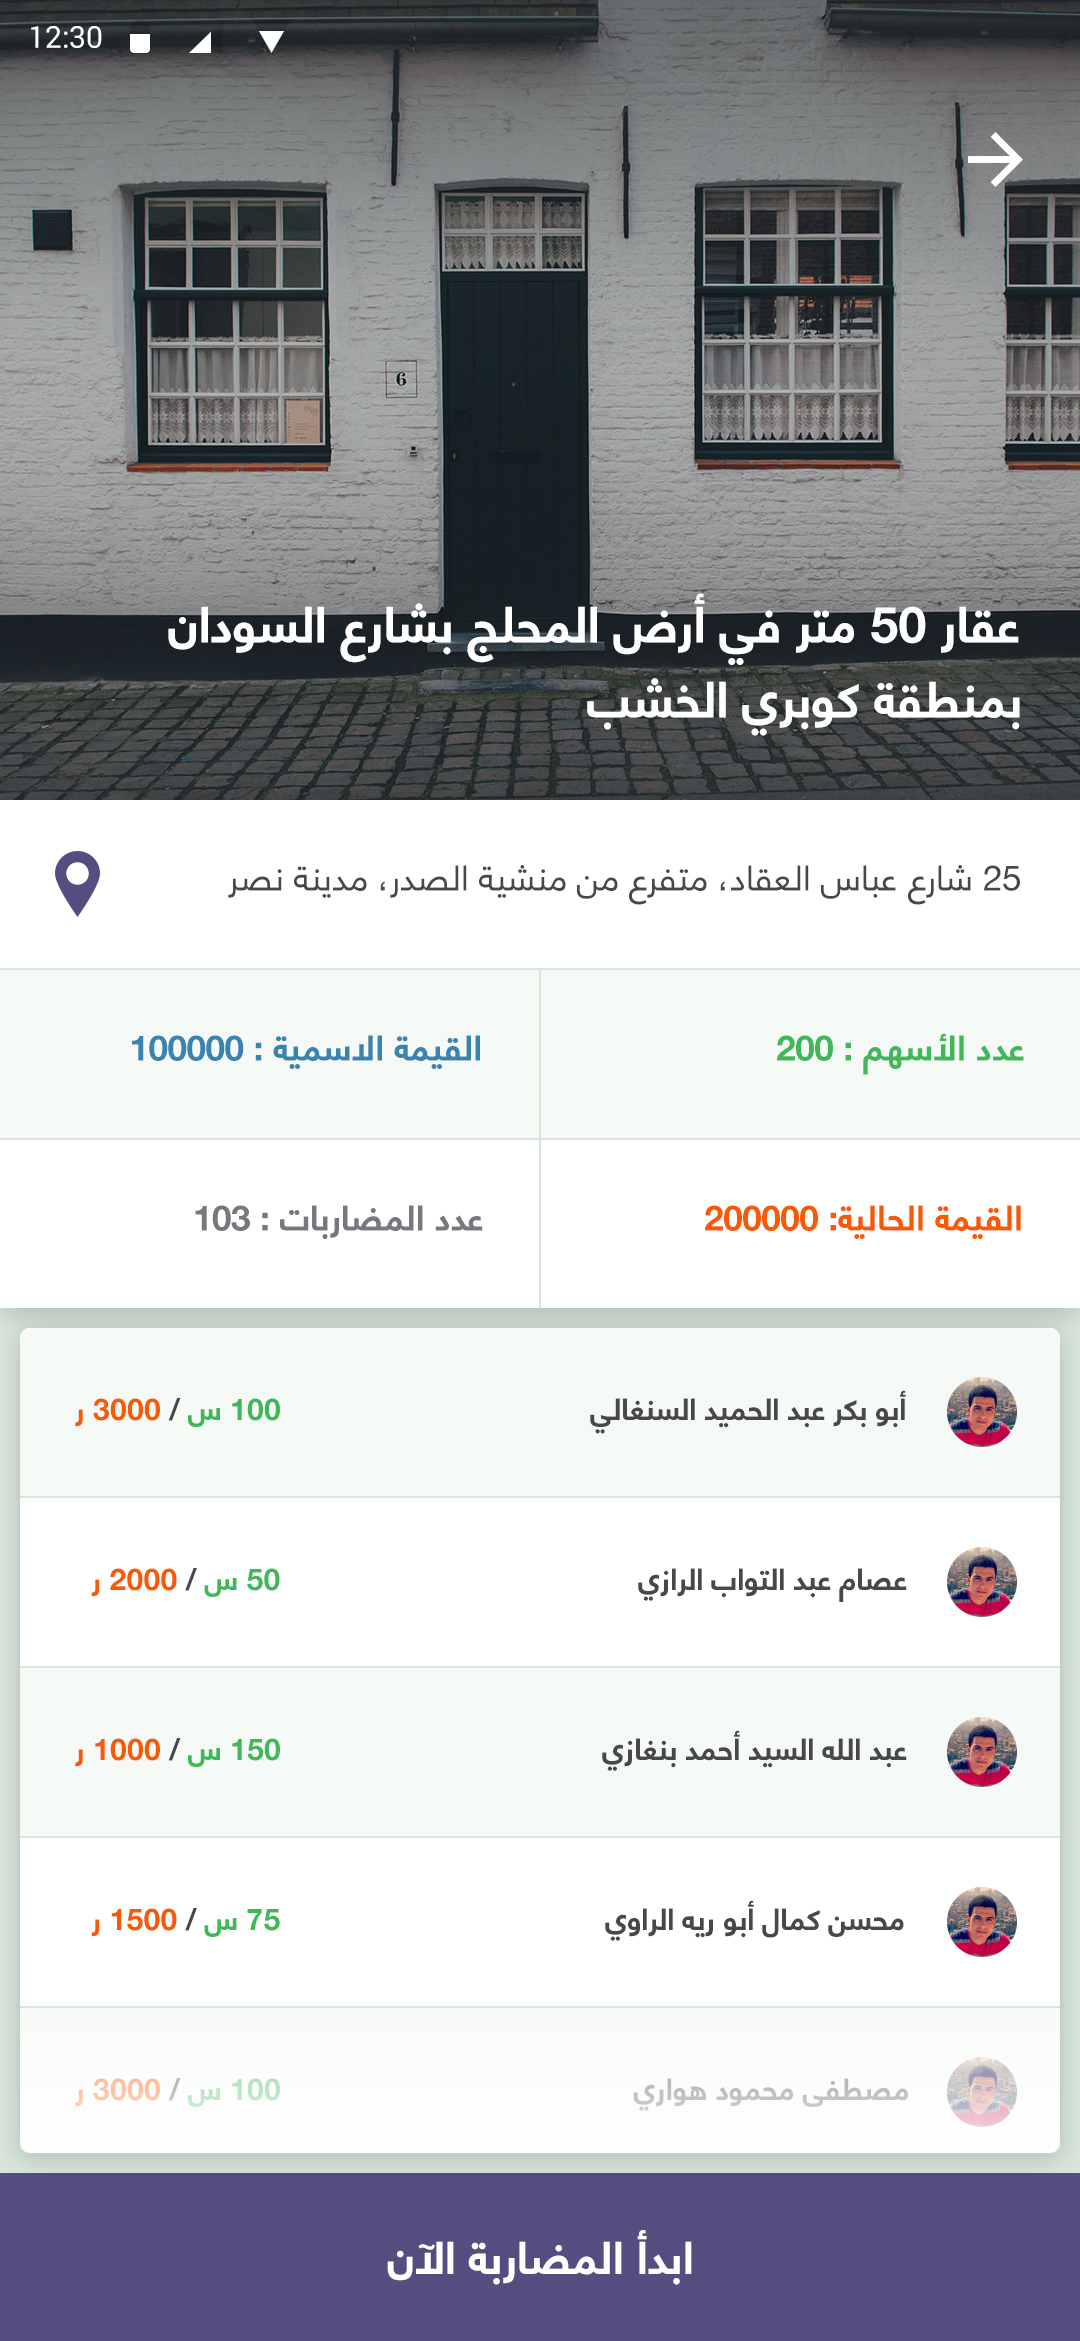 12:30
6
عقار 50 متر في أرض المحلج بشارع السودان
بمنطقة كوبري الخشب
25 شارع عباس العقاد، متفرع من منشية الصدر، مدينة نصر
عدد الأسهم : 200
القيمة الاسمية : 100000
القيمة الحالية: 200000
عدد المضاربات : 103
أبو بكر عبد الحميد السنغالي
100 س / 3000 ر
عصام عبد التواب الرازي
50 س / 2000 ر
عبد الله السيد أحمد بنغازي
150 س / 1000 ر
محسن كمال أبو ريه الراوي
75 س / 1500 ر
مصطفى محمود هواري
100 س / 3000 ر
ابدأ المضاربة الآن